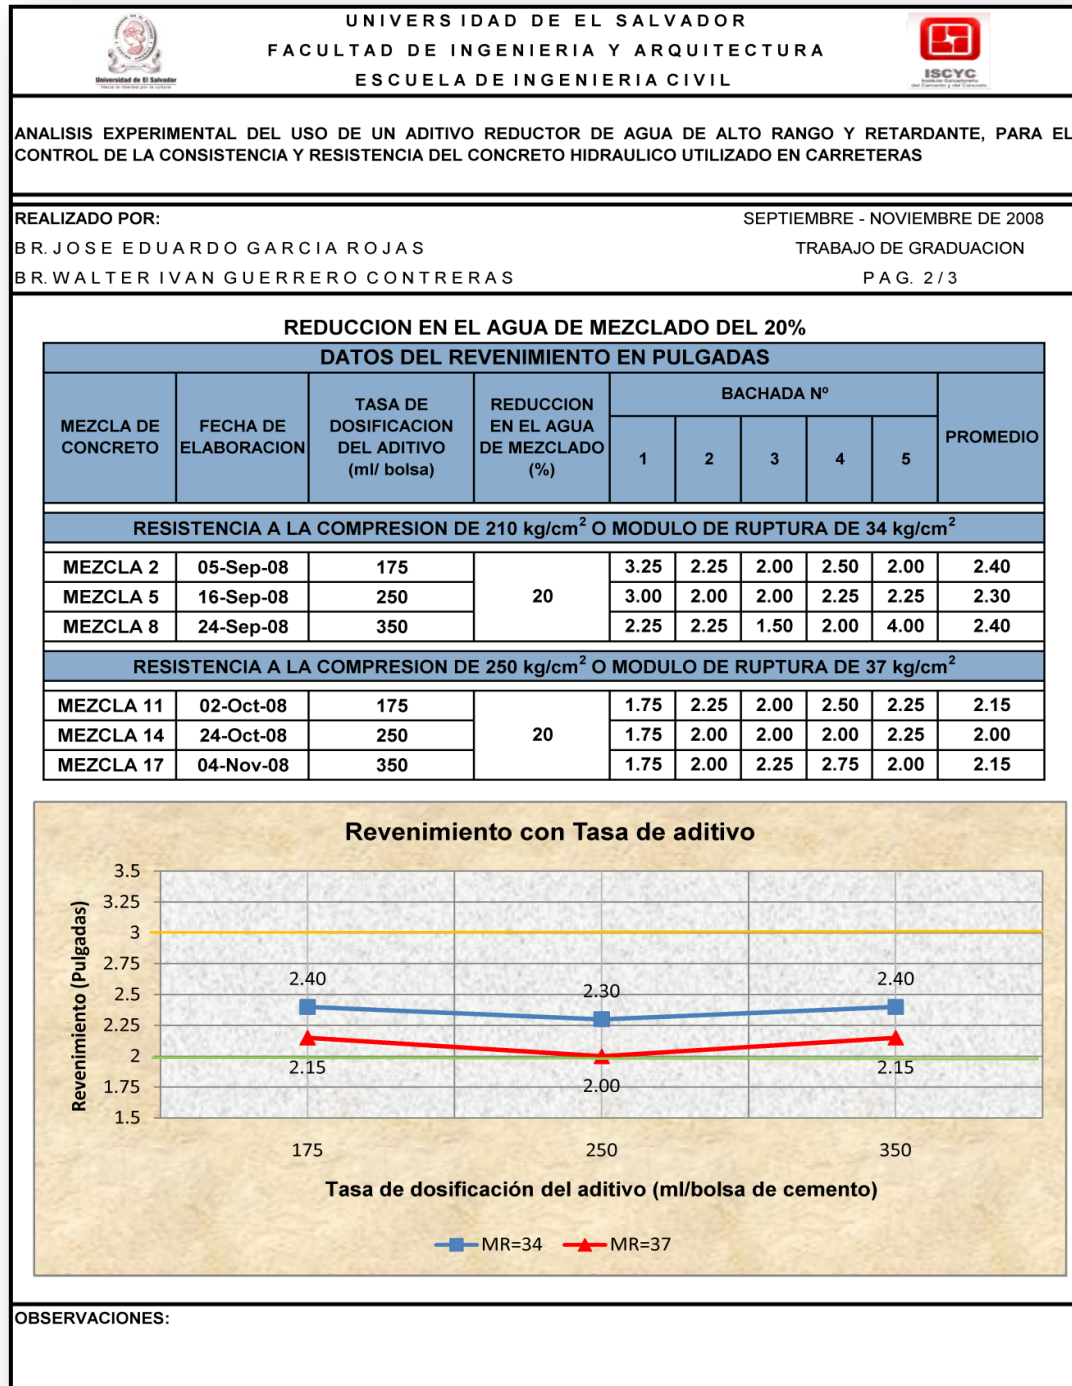 UNIVERSIDAD DE EL SALVADOR
FACULTAD DE INGENIERIA Y ARQUITECTURA
ESCUELA DE INGENIERIA CIVIL
Universidad de El Salvador
Hacia la libertad por la cultura
ISCYC
Instituto Salvadoreño
del Cemento y del Concreto
ANALISIS EXPERIMENTAL DEL USO DE UN ADITIVO REDUCTOR DE AGUA DE ALTO RANGO Y RETARDANTE, PARA EL
CONTROL DE LA CONSISTENCIA Y RESISTENCIA DEL CONCRETO HIDRAULICO UTILIZADO EN CARRETERAS
REALIZADO POR: SEPTIEMBRE - NOVIEMBRE DE 2008
BR. JOSE EDUARDO GARCIA ROJAS TRABAJO DE GRADUACION
BR. WALTER IVAN GUERRERO CONTRERAS PAG. 2/3
REDUCCION EN EL AGUA DE MEZCLADO DEL 20%
DATOS DEL REVENIMIENTO EN PULGADAS
MEZCLA DE
CONCRETO
FECHA DE
ELABORACION
TASA DE
DOSIFICACION
DEL ADITIVO
(ml/ bolsa)
REDUCCION
EN EL AGUA
DE MEZCLADO
(%)
BACHADA Nº
1 2 3 4 5
PROMEDIO
RESISTENCIA A LA COMPRESION DE 210 kg/cm² O MODULO DE RUPTURA DE 34 kg/cm²
MEZCLA 2 05-Sep-08 175 3.25 2.25 2.00 2.50 2.00 2.40
MEZCLA 5 16-Sep-08 250 20 3.00 2.00 2.00 2.25 2.25 2.30
MEZCLA 8 24-Sep-08 350 2.25 2.25 1.50 2.00 4.00 2.40
RESISTENCIA A LA COMPRESION DE 250 kg/cm² O MODULO DE RUPTURA DE 37 kg/cm²
MEZCLA 11 02-Oct-08 175 1.75 2.25 2.00 2.50 2.25 2.15
MEZCLA 14 24-Oct-08 250 20 1.75 2.00 2.00 2.00 2.25 2.00
MEZCLA 17 04-Nov-08 350 1.75 2.00 2.25 2.75 2.00 2.15
Revenimiento con Tasa de aditivo
Revenimiento (Pulgadas)
3.5
3.25
3
2.75
2.5
2.25
2
1.75
1.5
2.40 2.30 2.40
2.15 2.00 2.15
175 250 350
Tasa de dosificación del aditivo (ml/bolsa de cemento)
MR=34 MR=37
OBSERVACIONES: